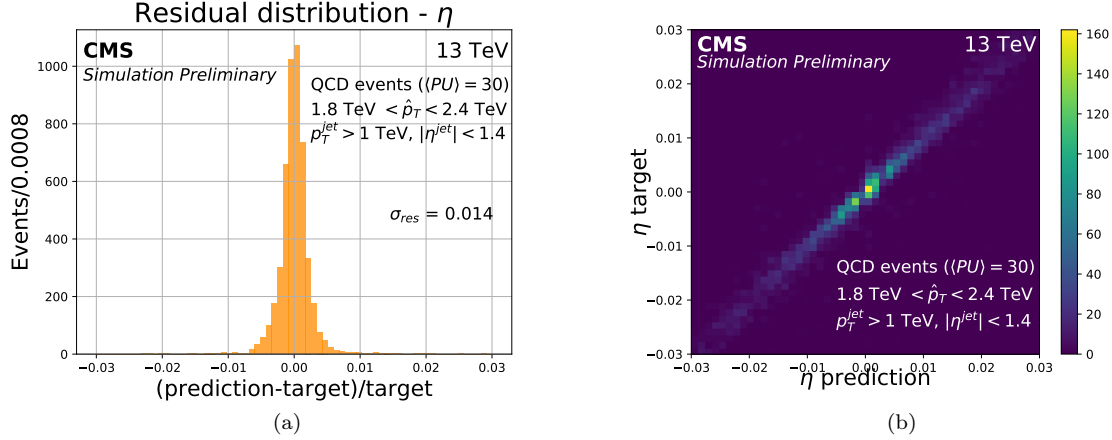 Residual distribution - η
CMS
13 TeV
Simulation Preliminary
QCD events (⟨PU⟩ = 30)
1.8 TeV < p̂_T < 2.4 TeV
p_T^{jet} > 1 TeV, |η^{jet}| < 1.4
σ_{res} = 0.014
Events/0.0008
1000
800
600
400
200
0
−0.03 −0.02 −0.01 0.00 0.01 0.02 0.03
(prediction-target)/target
(a)
CMS
13 TeV
Simulation Preliminary
QCD events (⟨PU⟩ = 30)
1.8 TeV < p̂_T < 2.4 TeV
p_T^{jet} > 1 TeV, |η^{jet}| < 1.4
η target
0.03
0.02
0.01
0.00
−0.01
−0.02
−0.03
−0.03 −0.02 −0.01 0.00 0.01 0.02 0.03
η prediction
160
140
120
100
80
60
40
20
0
(b)